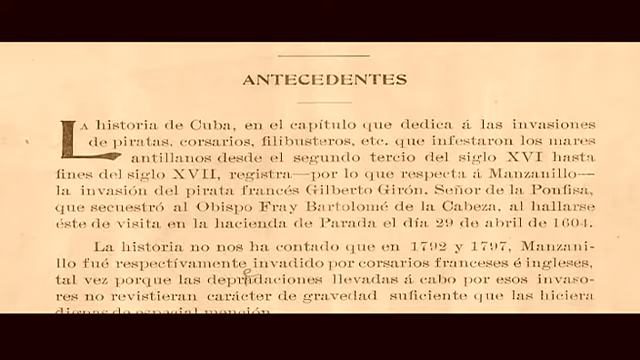 ANTECEDENTES
LA historia de Cuba, en el capítulo que dedica á las invasiones
de piratas, corsarios, filibusteros, etc. que infestaron los mares
antillanos desde el segundo tercio del siglo XVI hasta
fines del siglo XVII, registra—por lo que respecta á Manzanillo—
la invasión del pirata francés Gilberto Girón, Señor de la Ponfisa,
que secuestró al Obispo Fray Bartolomé de la Cabeza, al hallarse
éste de visita en la hacienda de Parada el día 29 de abril de 1604.
La historia no nos ha contado que en 1792 y 1797, Manzani-
llo fué respectívamente invadido por corsarios franceses é ingleses,
tal vez porque las depredaciones llevadas á cabo por esos invaso-
res no revistieran carácter de gravedad suficiente que las hiciera
dignas de especial mención.